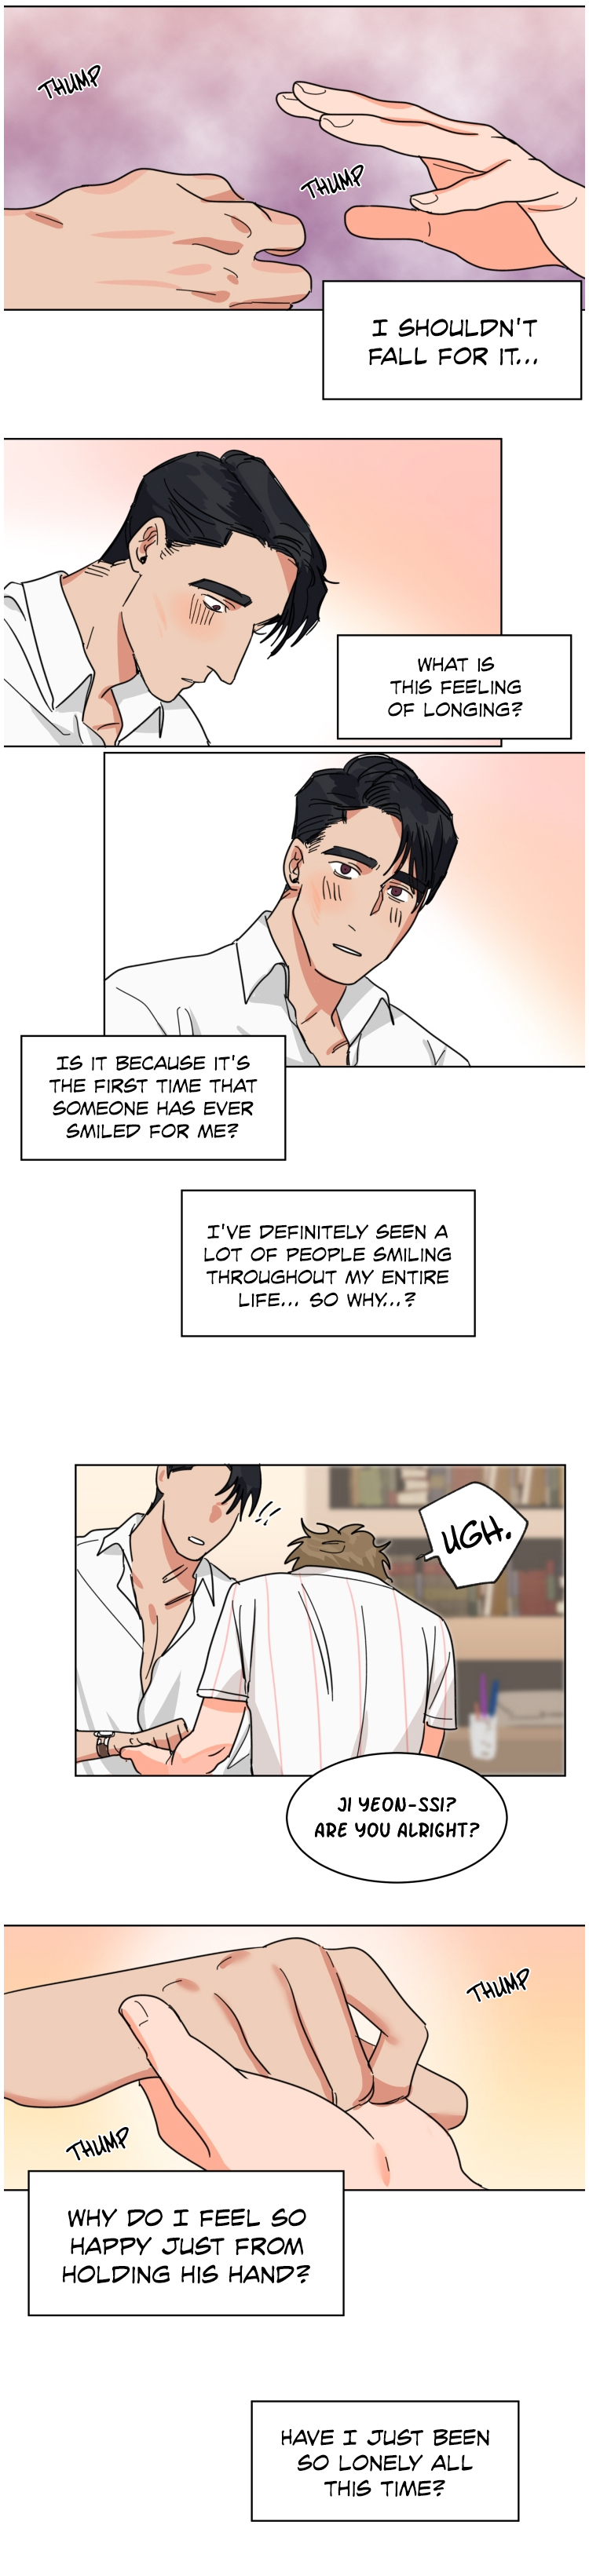 THUMP
THUMP
I SHOULDN'T
FALL FOR IT...
WHAT IS
THIS FEELING
OF LONGING?
IS IT BECAUSE IT'S
THE FIRST TIME THAT
SOMEONE HAS EVER
SMILED FOR ME?
I'VE DEFINITELY SEEN A
LOT OF PEOPLE SMILING
THROUGHOUT MY ENTIRE
LIFE... SO WHY...?
UGH.
JI YEON-SSI?
ARE YOU ALRIGHT?
THUMP
THUMP
WHY DO I FEEL SO
HAPPY JUST FROM
HOLDING HIS HAND?
HAVE I JUST BEEN
SO LONELY ALL
THIS TIME?